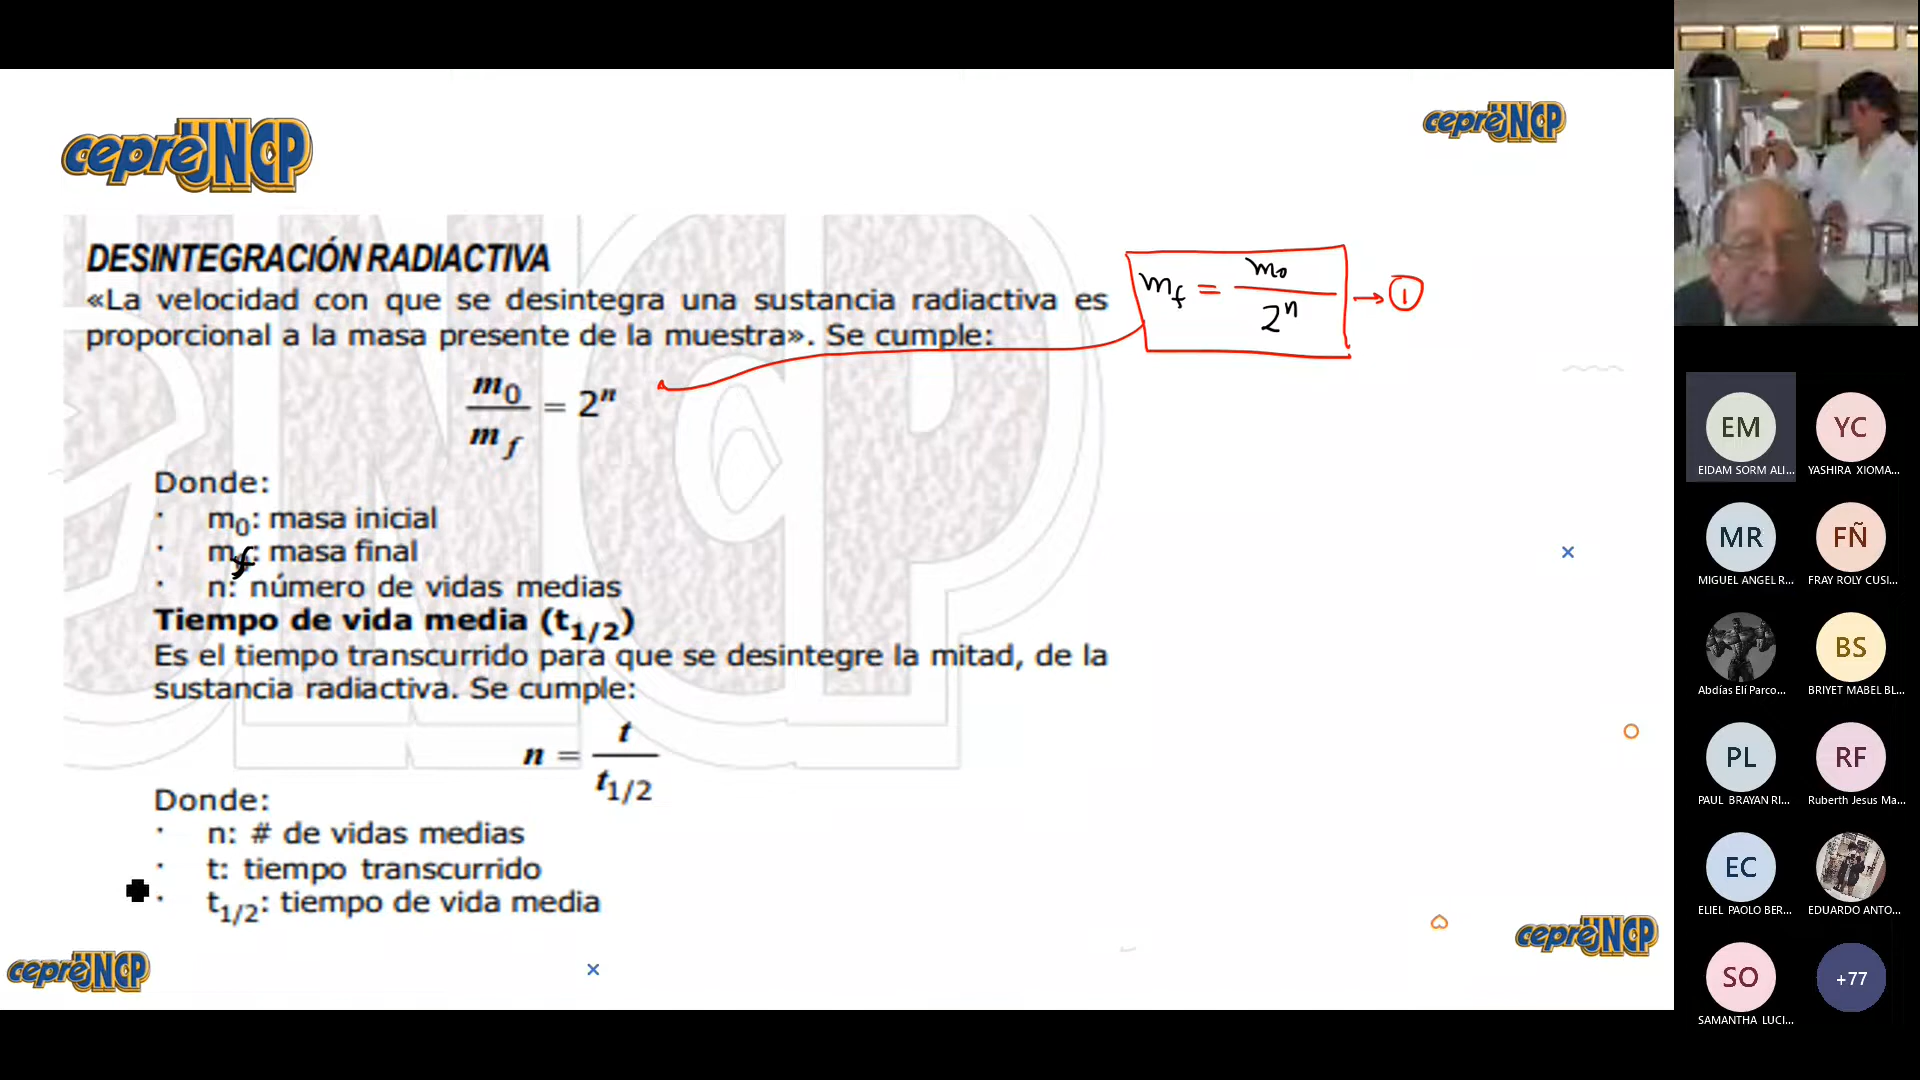 cepreUNCP
cepreUNCP
DESINTEGRACIÓN RADIACTIVA
«La velocidad con que se desintegra una sustancia radiactiva es
proporcional a la masa presente de la muestra». Se cumple:
m₀/m_f = 2ⁿ
m_f = m₀/2ⁿ → ①
Donde:
· m₀: masa inicial
· m_f: masa final
· n: número de vidas medias
Tiempo de vida media (t₁/₂)
Es el tiempo transcurrido para que se desintegre la mitad, de la
sustancia radiactiva. Se cumple:
n = t/t₁/₂
Donde:
· n: # de vidas medias
· t: tiempo transcurrido
· t₁/₂: tiempo de vida media
cepreUNCP
cepreUNCP
EM
EIDAM SORM ALI...
YC
YASHIRA XIOMA...
MR
MIGUEL ANGEL R...
FÑ
FRAY ROLY CUSI...
Abdías Elí Parco...
BS
BRIYET MABEL BL...
PL
PAUL BRAYAN RI...
RF
Ruberth Jesus Ma...
EC
ELIEL PAOLO BER...
EDUARDO ANTO...
SO
SAMANTHA LUCI...
+77